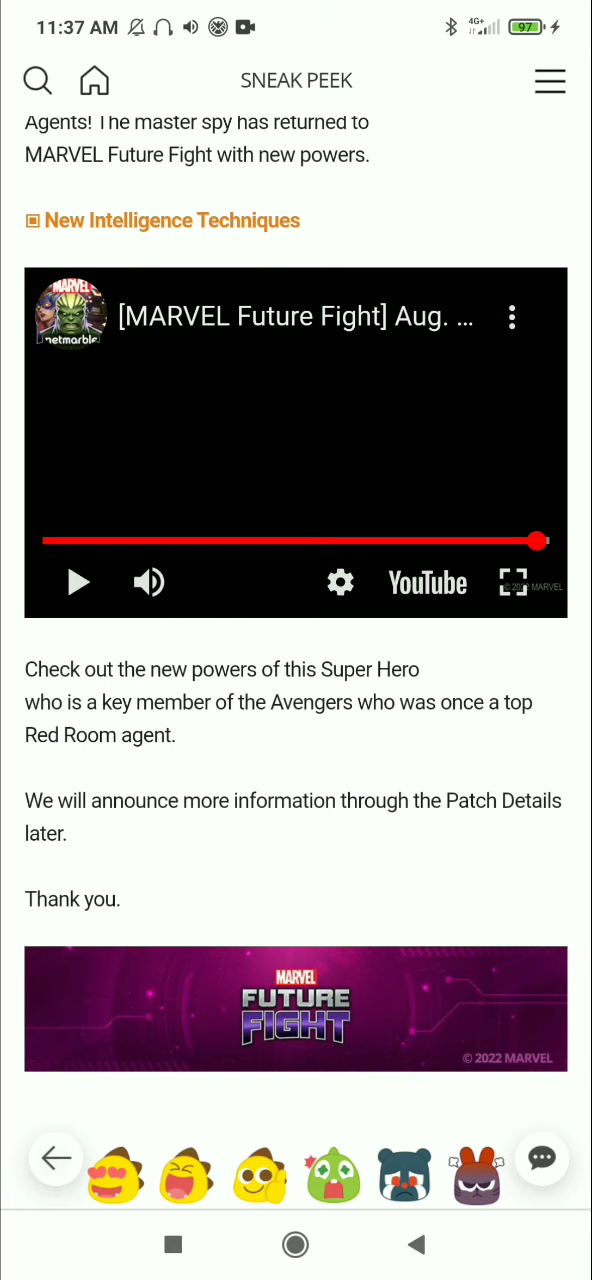 11:37 AM
4G+
97
SNEAK PEEK
Agents! The master spy has returned to
MARVEL Future Fight with new powers.
New Intelligence Techniques
MARVEL
netmarble
[MARVEL Future Fight] Aug. ...
YouTube
MARVEL
Check out the new powers of this Super Hero
who is a key member of the Avengers who was once a top
Red Room agent.
We will announce more information through the Patch Details
later.
Thank you.
MARVEL
FUTURE
FIGHT
© 2022 MARVEL